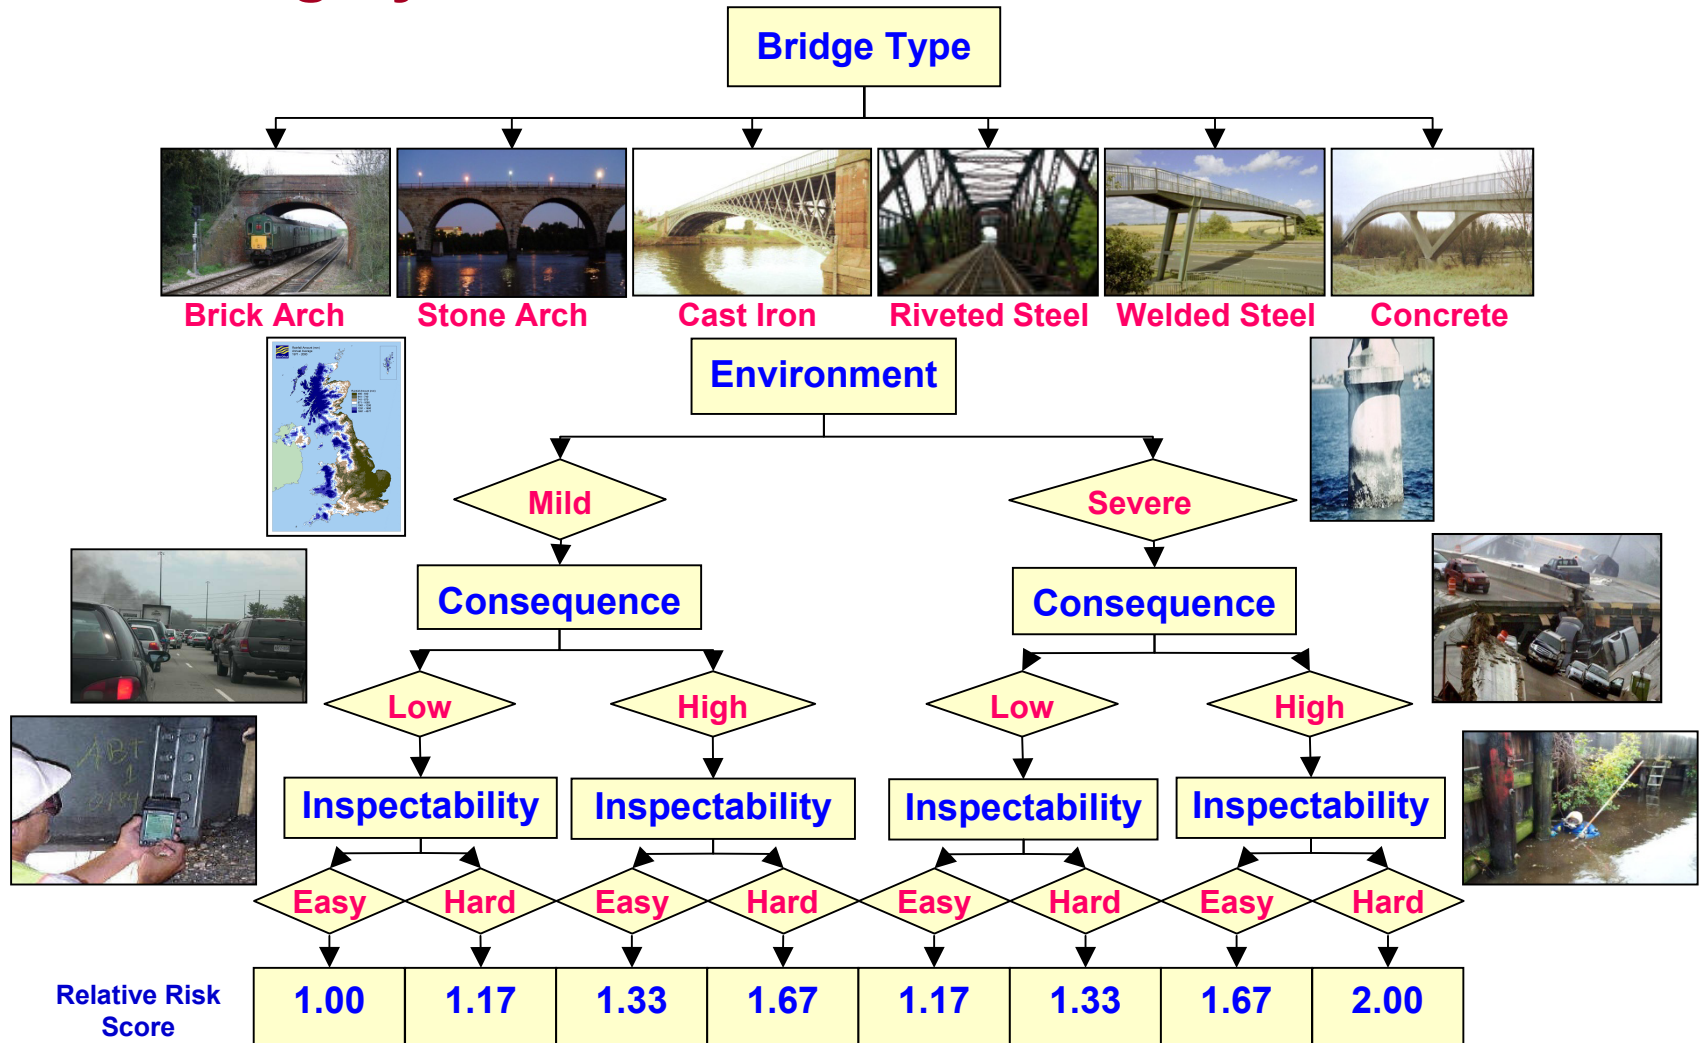 Bridge Type
Brick Arch
Stone Arch
Cast Iron
Riveted Steel
Welded Steel
Concrete
Environment
Mild
Severe
Consequence
Consequence
Low
High
Low
High
ABT
1
Inspectability
Inspectability
Inspectability
Inspectability
Easy
Hard
Easy
Hard
Easy
Hard
Easy
Hard
Relative Risk
Score
1.00
1.17
1.33
1.67
1.17
1.33
1.67
2.00